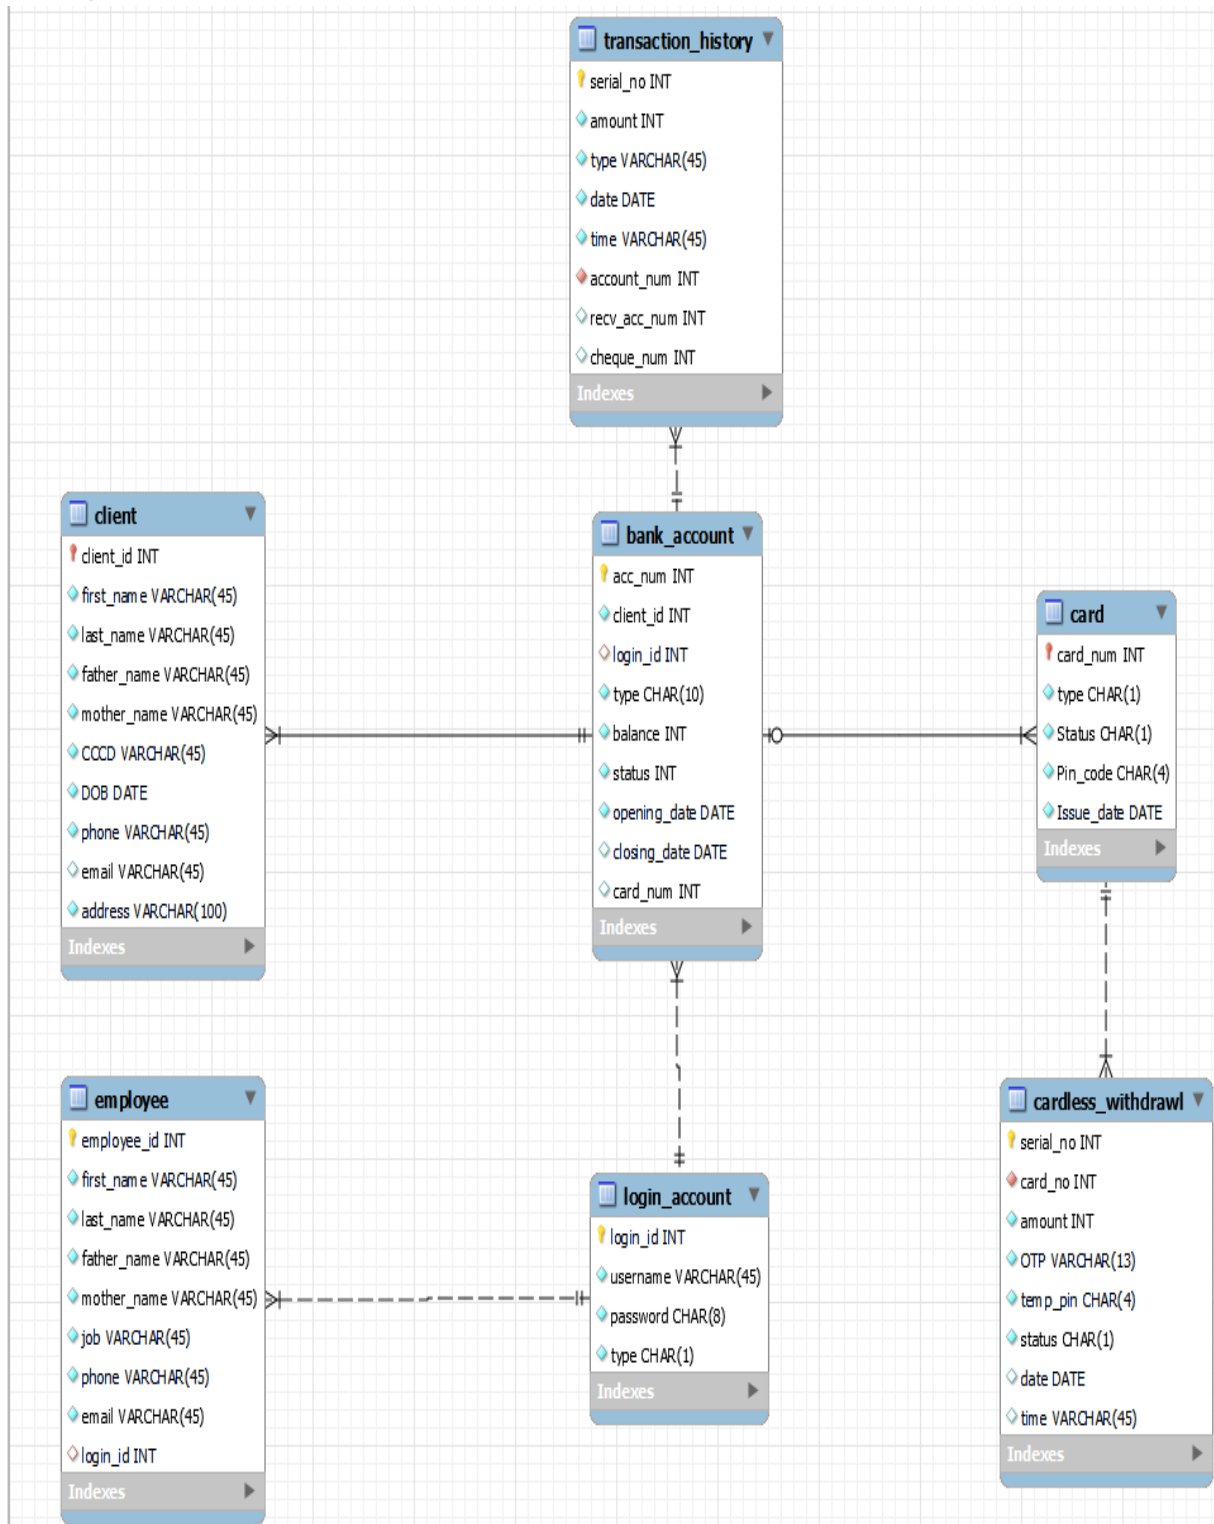 transaction_history
serial_no INT
amount INT
type VARCHAR(45)
date DATE
time VARCHAR(45)
account_num INT
recv_acc_num INT
cheque_num INT
Indexes
client
client_id INT
first_name VARCHAR(45)
last_name VARCHAR(45)
father_name VARCHAR(45)
mother_name VARCHAR(45)
CCCD VARCHAR(45)
DOB DATE
phone VARCHAR(45)
email VARCHAR(45)
address VARCHAR(100)
Indexes
bank_account
acc_num INT
client_id INT
login_id INT
type CHAR(10)
balance INT
status INT
opening_date DATE
closing_date DATE
card_num INT
Indexes
card
card_num INT
type CHAR(1)
Status CHAR(1)
Pin_code CHAR(4)
Issue_date DATE
Indexes
employee
employee_id INT
first_name VARCHAR(45)
last_name VARCHAR(45)
father_name VARCHAR(45)
mother_name VARCHAR(45)
job VARCHAR(45)
phone VARCHAR(45)
email VARCHAR(45)
login_id INT
Indexes
login_account
login_id INT
username VARCHAR(45)
password CHAR(8)
type CHAR(1)
Indexes
cardless_withdrawl
serial_no INT
card_no INT
amount INT
OTP VARCHAR(13)
temp_pin CHAR(4)
status CHAR(1)
date DATE
time VARCHAR(45)
Indexes